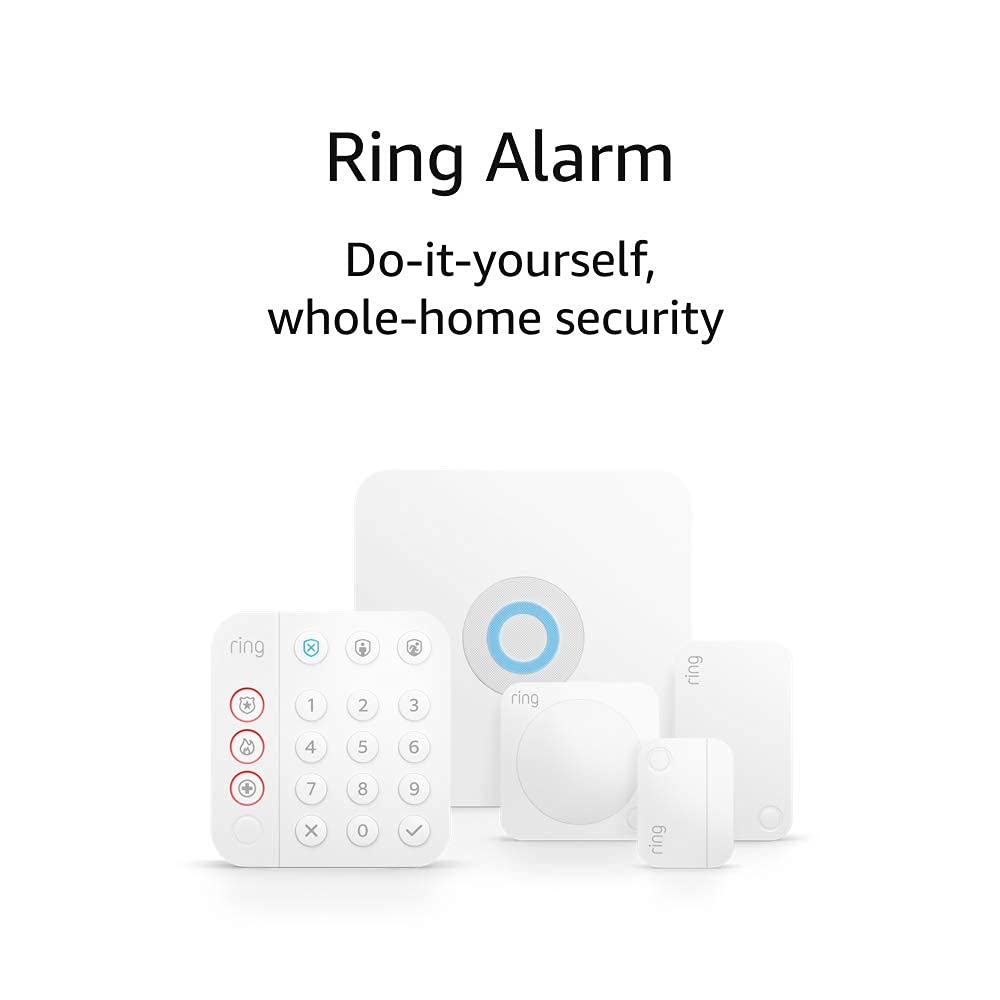 Ring Alarm
Do-it-yourself,
whole-home security
ring
1 2 3
4 5 6
7 8 9
0
ring
ring
ring